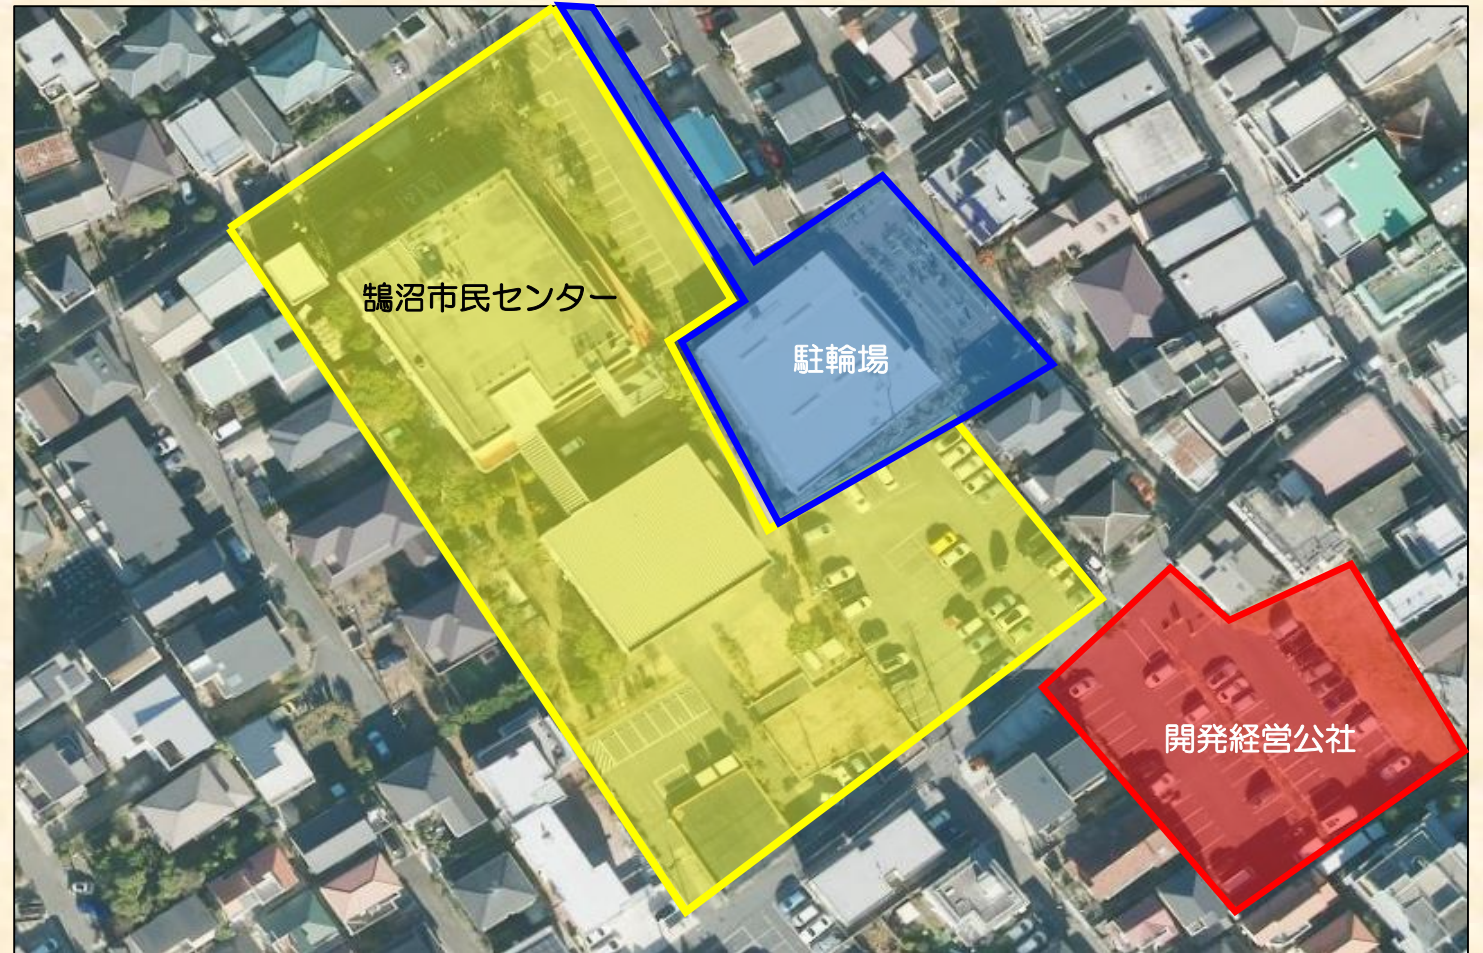 鵠沼市民センター
駐輪場
開発経営公社